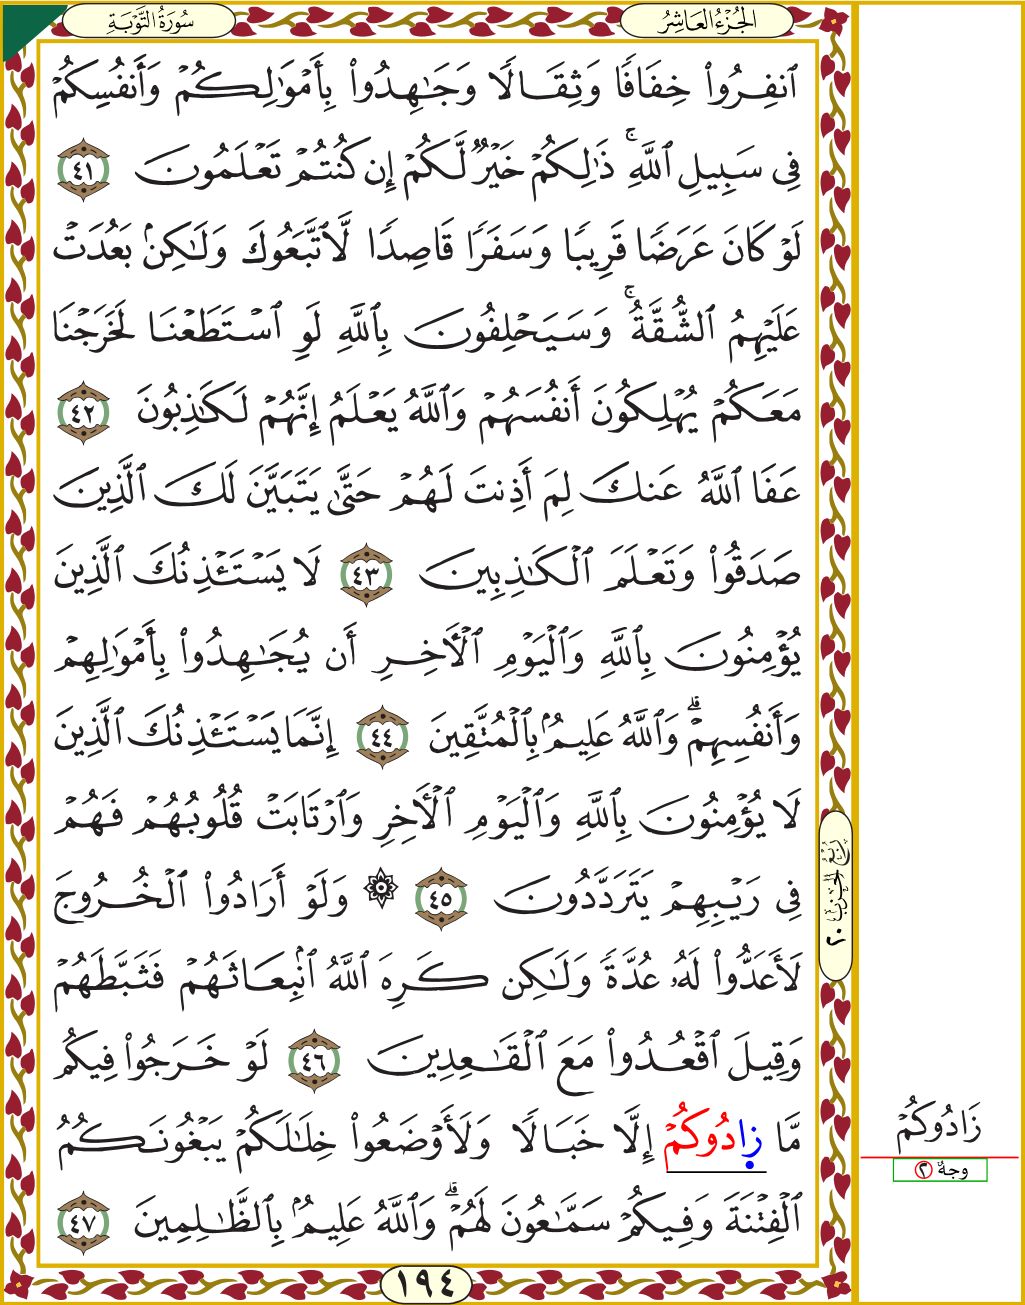 سُورَةُ التَّوْبَةِ
الجُزْءُ العَاشِرُ
ٱنفِرُوا۟ خِفَافًا وَثِقَالًا وَجَٰهِدُوا۟ بِأَمْوَٰلِكُمْ وَأَنفُسِكُمْ
فِى سَبِيلِ ٱللَّهِ ۚ ذَٰلِكُمْ خَيْرٌ لَّكُمْ إِن كُنتُمْ تَعْلَمُونَ ٤١
لَوْ كَانَ عَرَضًا قَرِيبًا وَسَفَرًا قَاصِدًا لَّٱتَّبَعُوكَ وَلَٰكِنۢ بَعُدَتْ
عَلَيْهِمُ ٱلشُّقَّةُ ۚ وَسَيَحْلِفُونَ بِٱللَّهِ لَوِ ٱسْتَطَعْنَا لَخَرَجْنَا
مَعَكُمْ يُهْلِكُونَ أَنفُسَهُمْ وَٱللَّهُ يَعْلَمُ إِنَّهُمْ لَكَٰذِبُونَ ٤٢
عَفَا ٱللَّهُ عَنكَ لِمَ أَذِنتَ لَهُمْ حَتَّىٰ يَتَبَيَّنَ لَكَ ٱلَّذِينَ
صَدَقُوا۟ وَتَعْلَمَ ٱلْكَٰذِبِينَ ٤٣ لَا يَسْتَـْٔذِنُكَ ٱلَّذِينَ
يُؤْمِنُونَ بِٱللَّهِ وَٱلْيَوْمِ ٱلْـَٔاخِرِ أَن يُجَٰهِدُوا۟ بِأَمْوَٰلِهِمْ
وَأَنفُسِهِمْ ۗ وَٱللَّهُ عَلِيمٌۢ بِٱلْمُتَّقِينَ ٤٤ إِنَّمَا يَسْتَـْٔذِنُكَ ٱلَّذِينَ
لَا يُؤْمِنُونَ بِٱللَّهِ وَٱلْيَوْمِ ٱلْـَٔاخِرِ وَٱرْتَابَتْ قُلُوبُهُمْ فَهُمْ
فِى رَيْبِهِمْ يَتَرَدَّدُونَ ٤٥ ۞ وَلَوْ أَرَادُوا۟ ٱلْخُرُوجَ
لَأَعَدُّوا۟ لَهُۥ عُدَّةً وَلَٰكِن كَرِهَ ٱللَّهُ ٱنۢبِعَاثَهُمْ فَثَبَّطَهُمْ
وَقِيلَ ٱقْعُدُوا۟ مَعَ ٱلْقَٰعِدِينَ ٤٦ لَوْ خَرَجُوا۟ فِيكُم
مَّا زَادُوكُمْ إِلَّا خَبَالًا وَلَأَوْضَعُوا۟ خِلَٰلَكُمْ يَبْغُونَكُمُ
ٱلْفِتْنَةَ وَفِيكُمْ سَمَّٰعُونَ لَهُمْ ۗ وَٱللَّهُ عَلِيمٌۢ بِٱلظَّٰلِمِينَ ٤٧
رُبْعُ الحِزْبِ ٢٠
زَادُوكُمْ
وجهٌ ٢
١٩٤